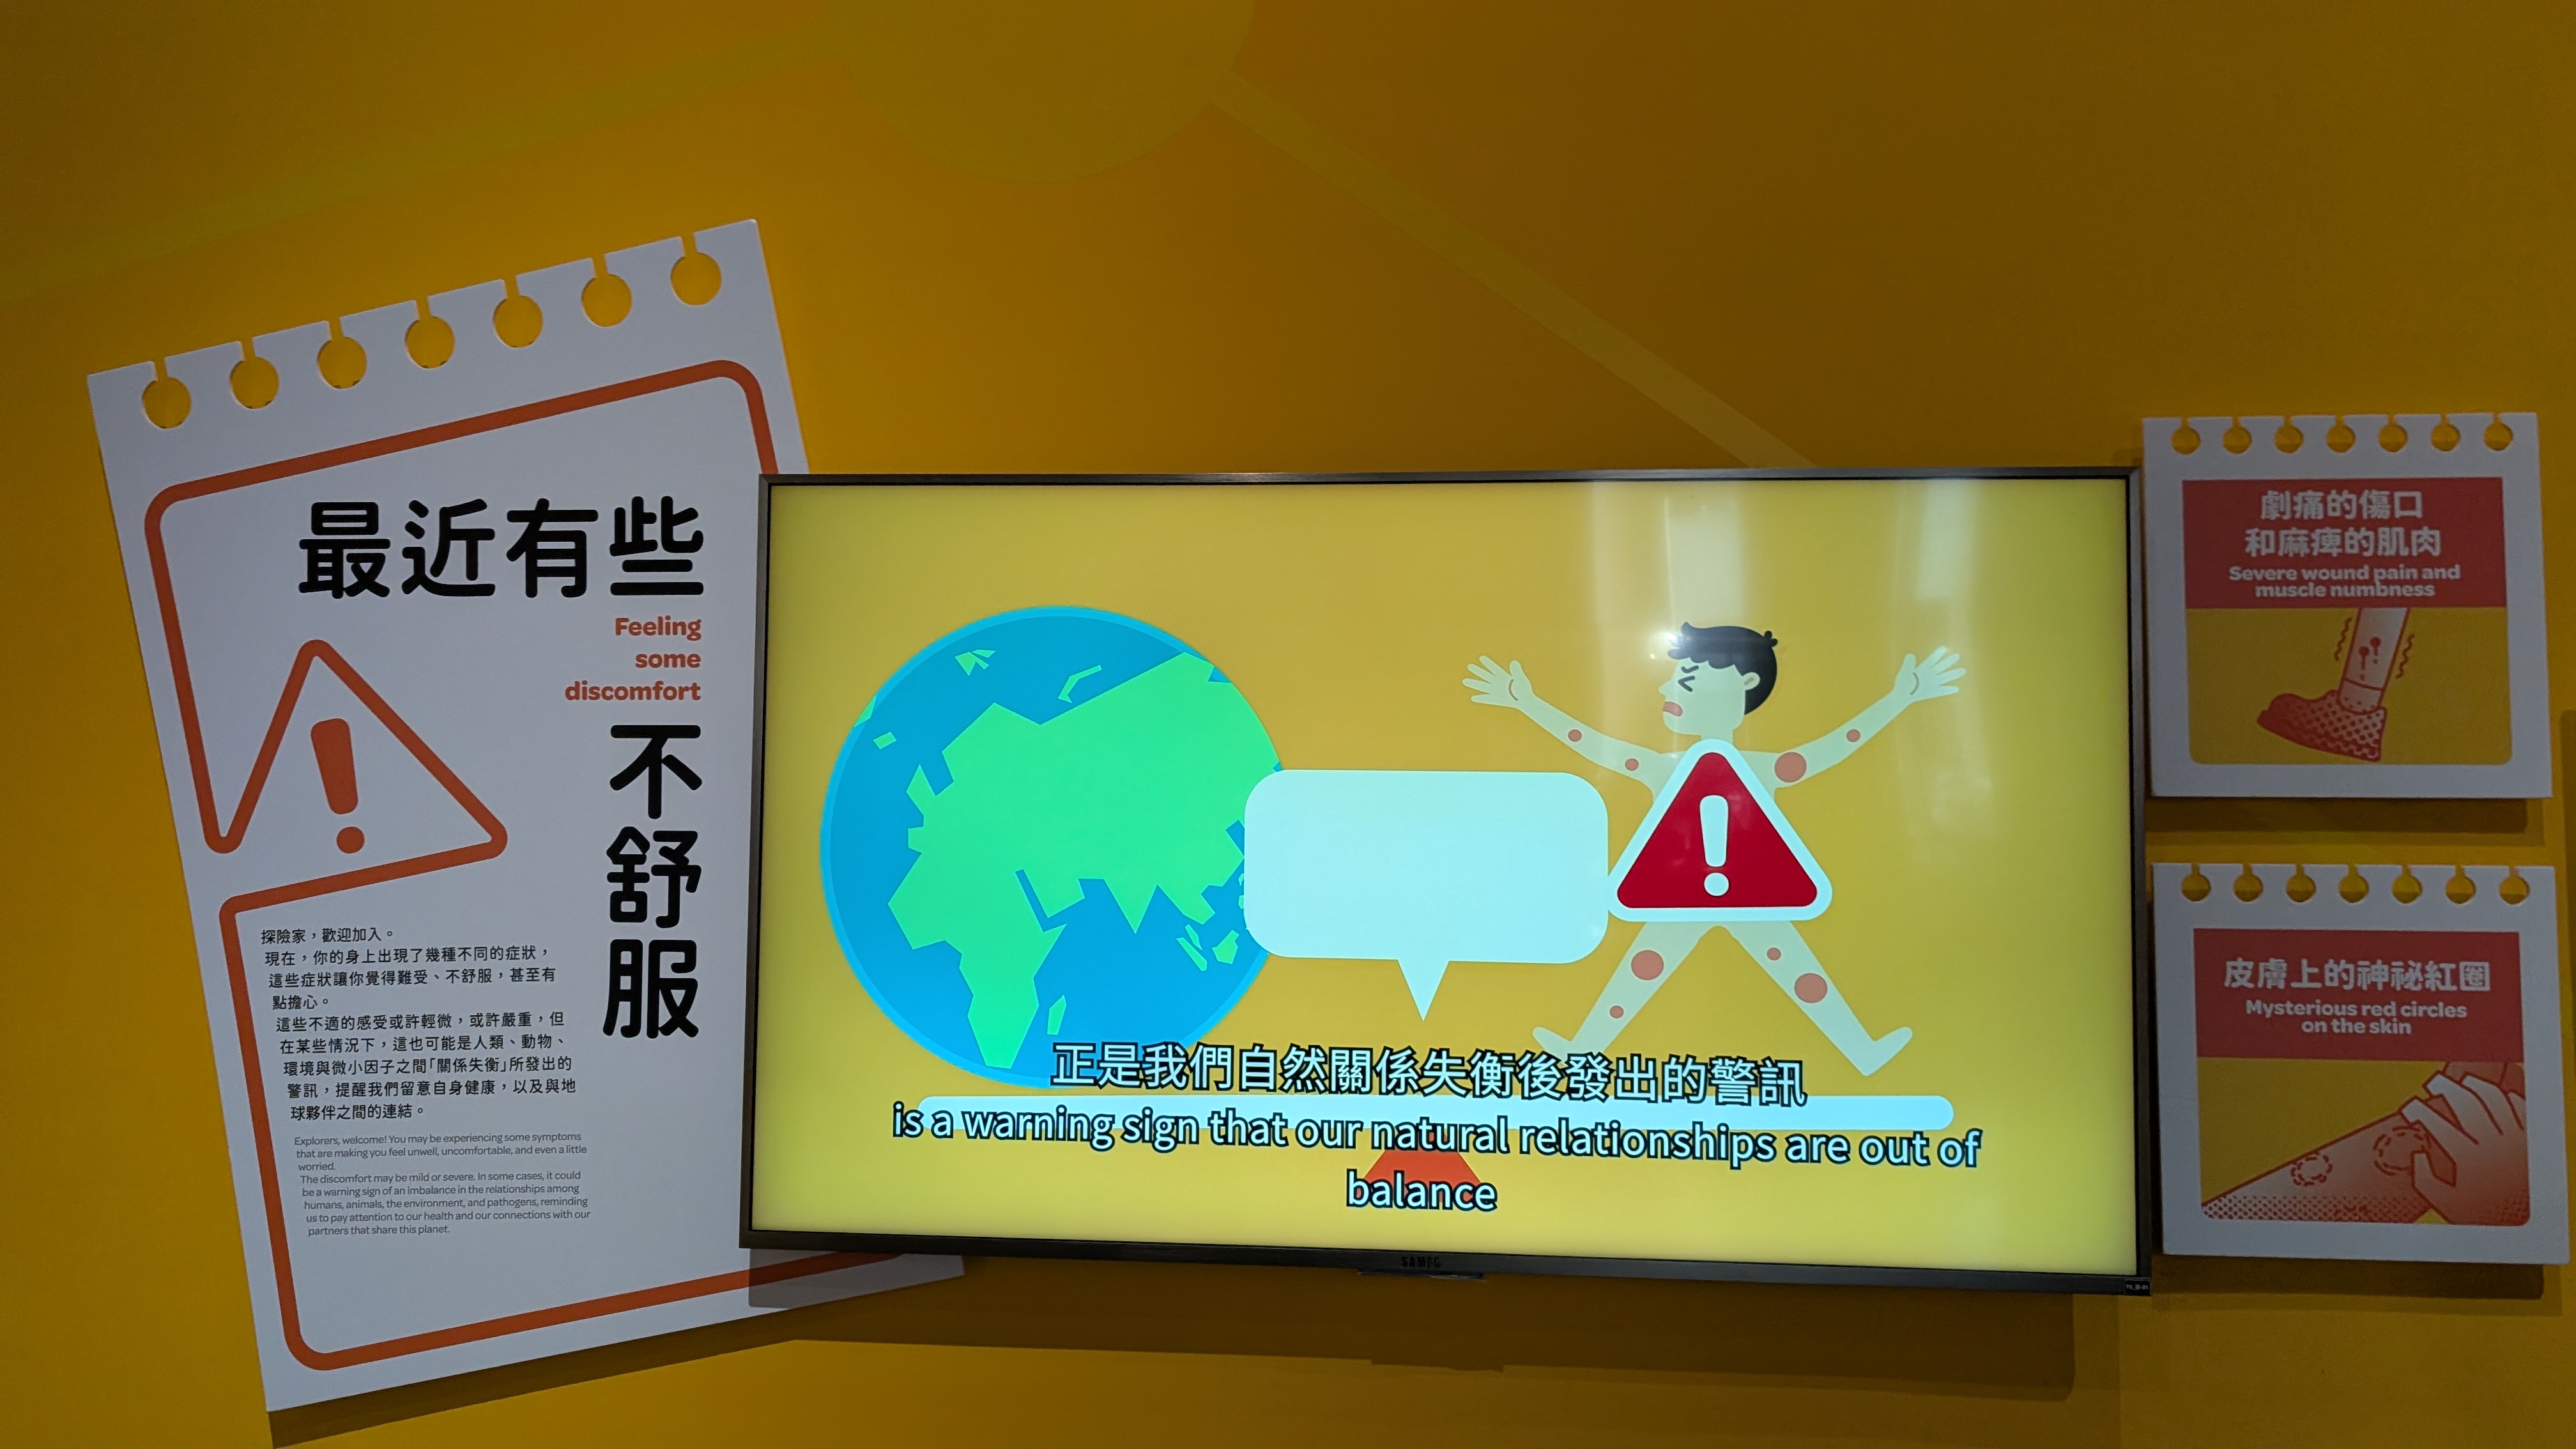 最近有些
Feeling
some
discomfort
不舒服
探險家，歡迎加入。
現在，你的身上出現了幾種不同的症狀，
這些症狀讓你覺得難受、不舒服，甚至有
點擔心。
這些不適的感受或許輕微，或許嚴重，但
在某些情況下，這也可能是人類、動物、
環境與微小因子之間「關係失衡」所發出的
警訊，提醒我們留意自身健康，以及與地
球夥伴之間的連結。
Explorers, welcome! You may be experiencing some symptoms
that are making you feel unwell, uncomfortable, and even a little
worried.
The discomfort may be mild or severe. In some cases, it could
be a warning sign of an imbalance in the relationships among
humans, animals, the environment, and pathogens, reminding
us to pay attention to our health and our connections with our
partners that share this planet.
正是我們自然關係失衡後發出的警訊
is a warning sign that our natural relationships are out of
balance
SAMPO
劇痛的傷口
和麻痺的肌肉
Severe wound pain and
muscle numbness
皮膚上的神祕紅圈
Mysterious red circles
on the skin